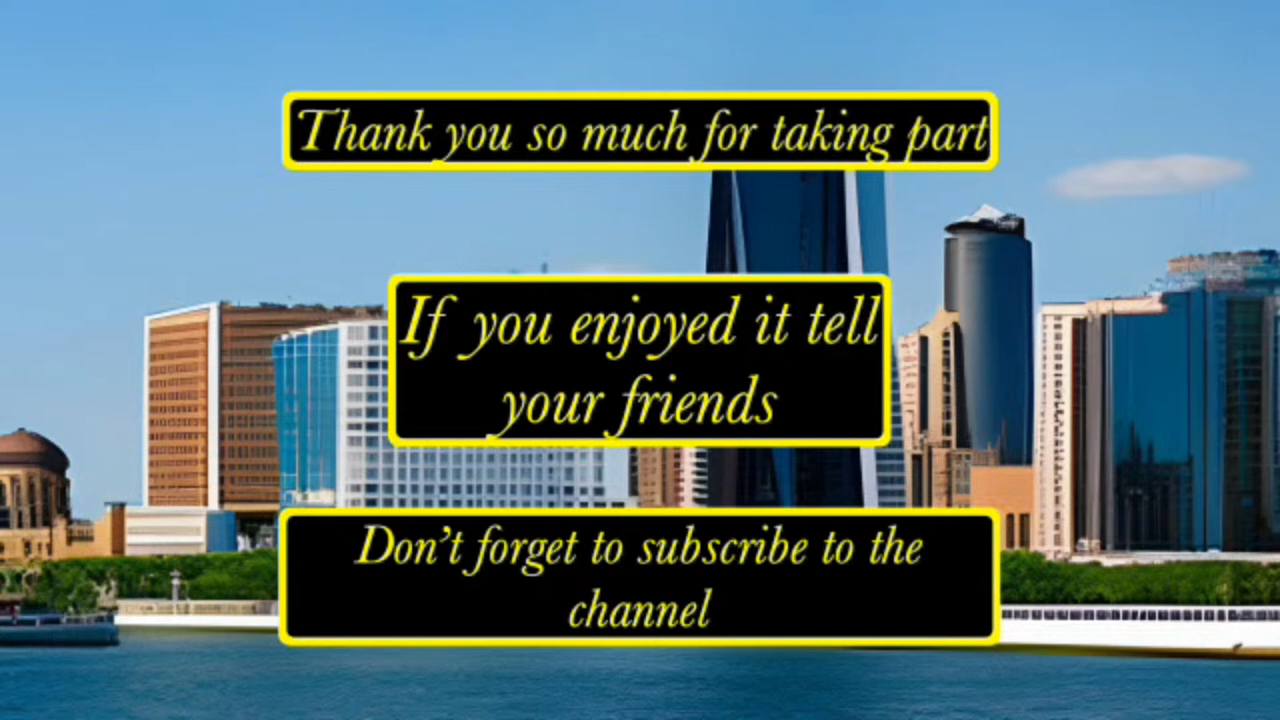 Thank you so much for taking part
If you enjoyed it tell
your friends
Don't forget to subscribe to the
channel